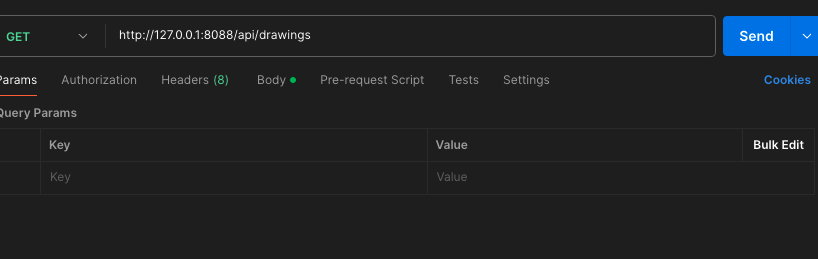 GET http://127.0.0.1:8088/api/drawings Send
Params Authorization Headers (8) Body Pre-request Script Tests Settings Cookies
Query Params
Key Value Bulk Edit
Key Value